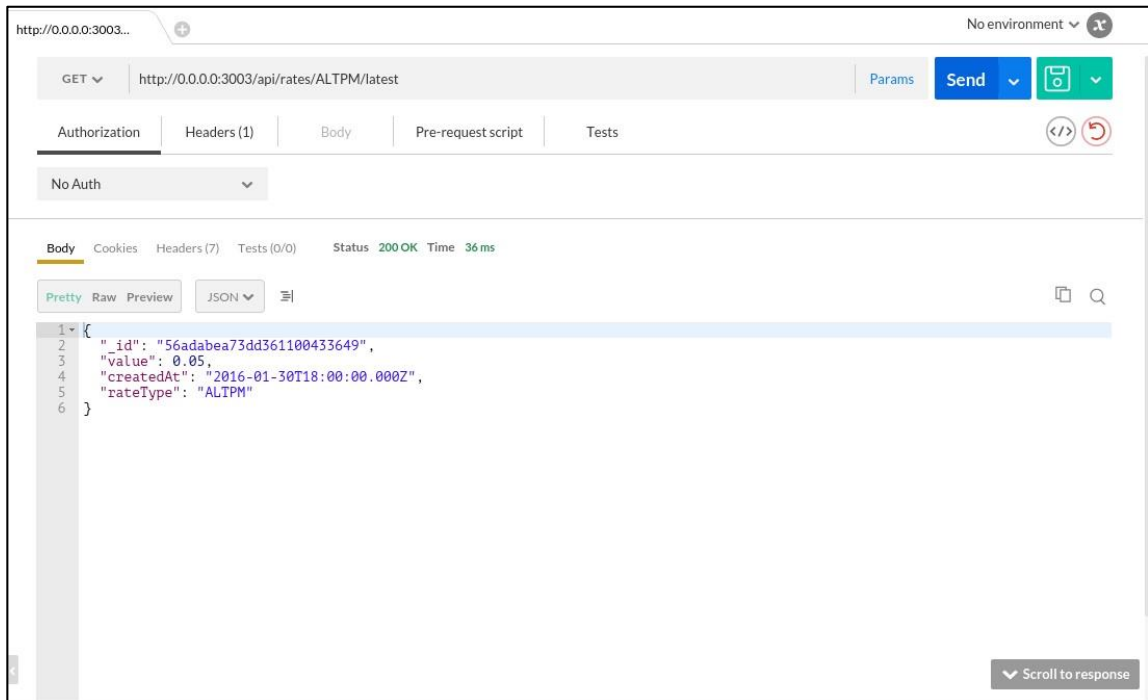 http://0.0.0.0:3003...
No environment
GET http://0.0.0.0:3003/api/rates/ALTPM/latest Params Send
Authorization Headers (1) Body Pre-request script Tests
No Auth
Body Cookies Headers (7) Tests (0/0) Status 200 OK Time 36 ms
Pretty Raw Preview JSON
1 {
2 "_id": "56adabea73dd361100433649",
3 "value": 0.05,
4 "createdAt": "2016-01-30T18:00:00.000Z",
5 "rateType": "ALTPM"
6 }
Scroll to response